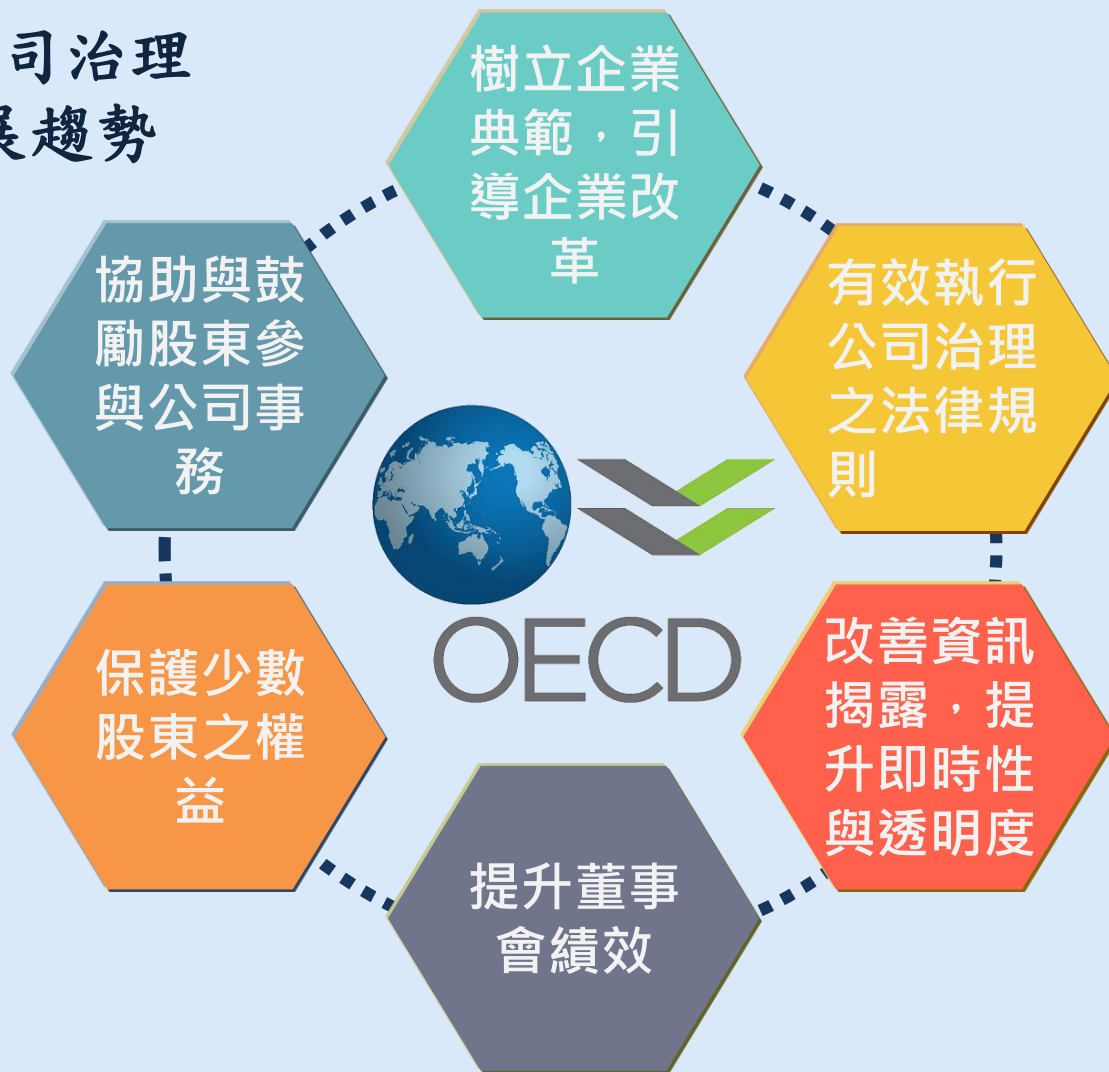 司治理
展趨勢
樹立企業
典範，引
導企業改
革
有效執行
公司治理
之法律規
則
改善資訊
揭露，提
升即時性
與透明度
提升董事
會績效
保護少數
股東之權
益
協助與鼓
勵股東參
與公司事
務
OECD